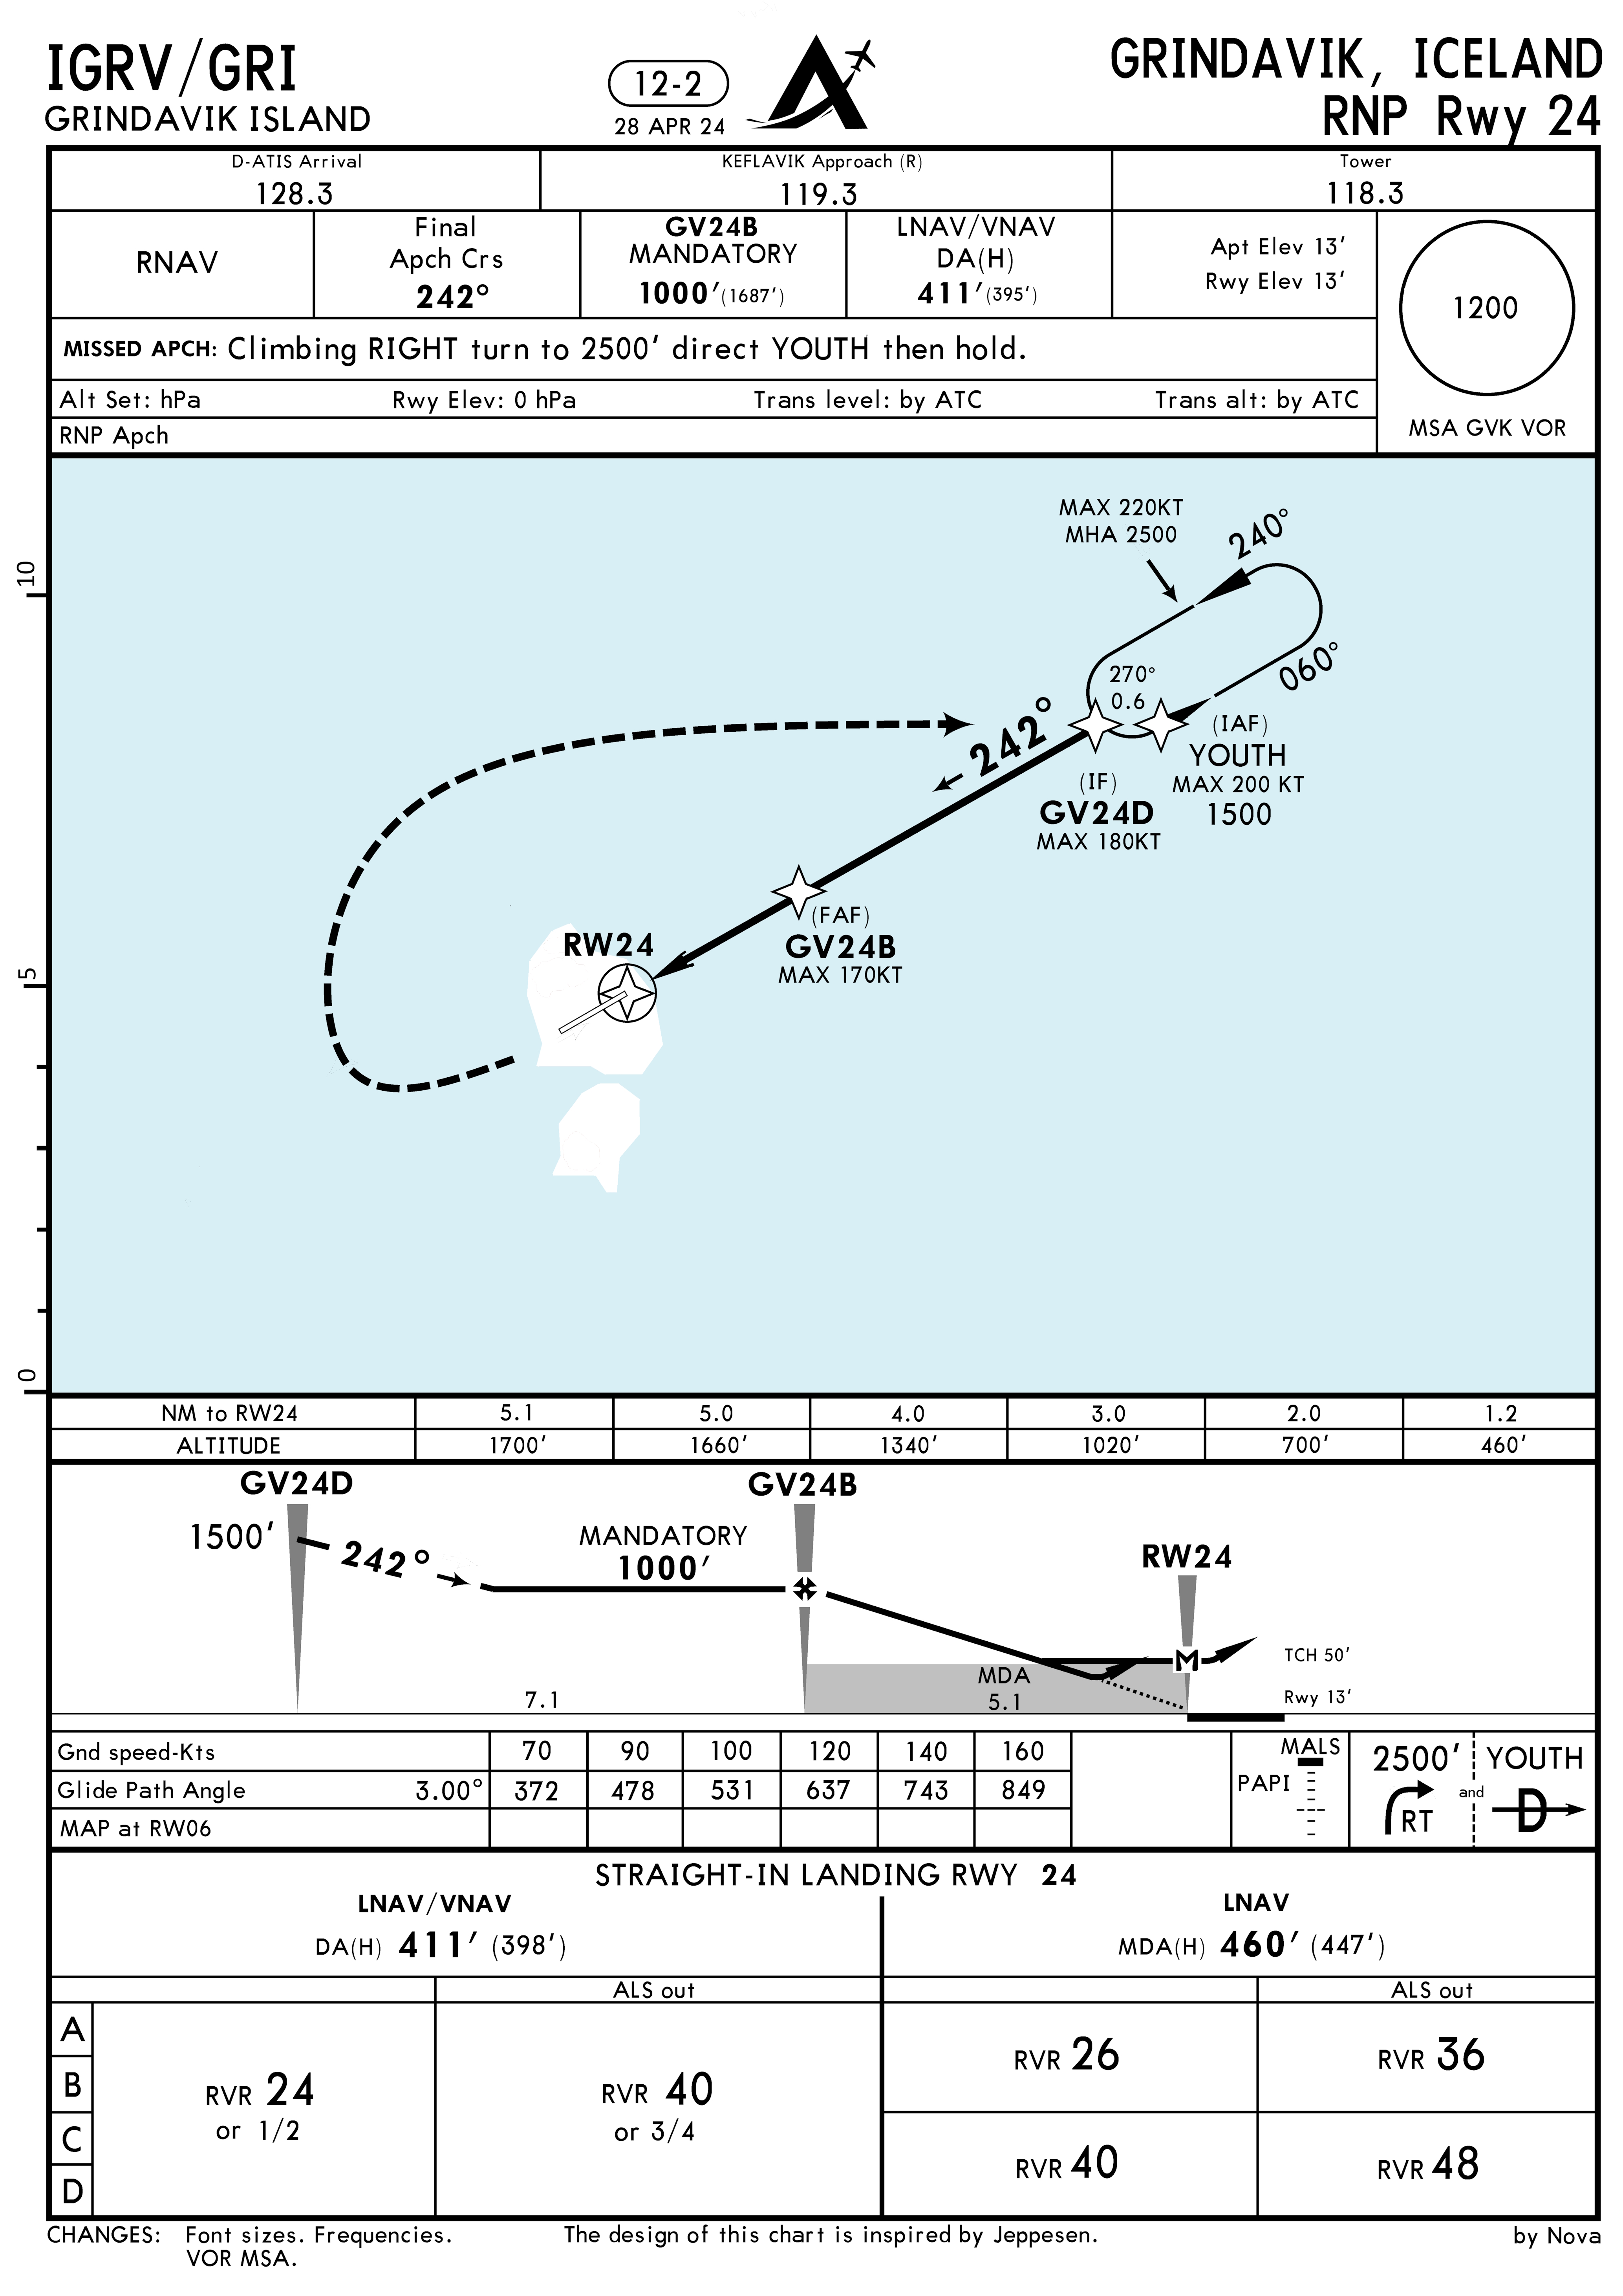 IGRV/GRI
GRINDAVIK ISLAND
12-2
28 APR 24
GRINDAVIK, ICELAND
RNP Rwy 24
D-ATIS Arrival
128.3
KEFLAVIK Approach (R)
119.3
Tower
118.3
RNAV
Final
Apch Crs
242°
GV24B
MANDATORY
1000′(1687′)
LNAV/VNAV
DA(H)
411′(395′)
Apt Elev 13′
Rwy Elev 13′
1200
MSA GVK VOR
MISSED APCH: Climbing RIGHT turn to 2500′ direct YOUTH then hold.
Alt Set: hPa Rwy Elev: 0 hPa Trans level: by ATC Trans alt: by ATC
RNP Apch
MAX 220KT
MHA 2500
240°
060°
270°
0.6
242°
(IAF)
YOUTH
MAX 200 KT
1500
(IF)
GV24D
MAX 180KT
(FAF)
GV24B
MAX 170KT
RW24
10
5
0
NM to RW24 5.1 5.0 4.0 3.0 2.0 1.2
ALTITUDE 1700′ 1660′ 1340′ 1020′ 700′ 460′
GV24D
GV24B
1500′
242°
MANDATORY
1000′
RW24
M
TCH 50′
MDA
7.1
5.1
Rwy 13′
Gnd speed-Kts 70 90 100 120 140 160
Glide Path Angle 3.00° 372 478 531 637 743 849
MAP at RW06
MALS
PAPI
2500′
RT
and
YOUTH
D
STRAIGHT-IN LANDING RWY 24
LNAV/VNAV
DA(H) 411′ (398′)
LNAV
MDA(H) 460′ (447′)
ALS out
ALS out
A
B
C
D
RVR 24
or 1/2
RVR 40
or 3/4
RVR 26
RVR 36
RVR 40
RVR 48
CHANGES: Font sizes. Frequencies.
VOR MSA.
The design of this chart is inspired by Jeppesen.
by Nova